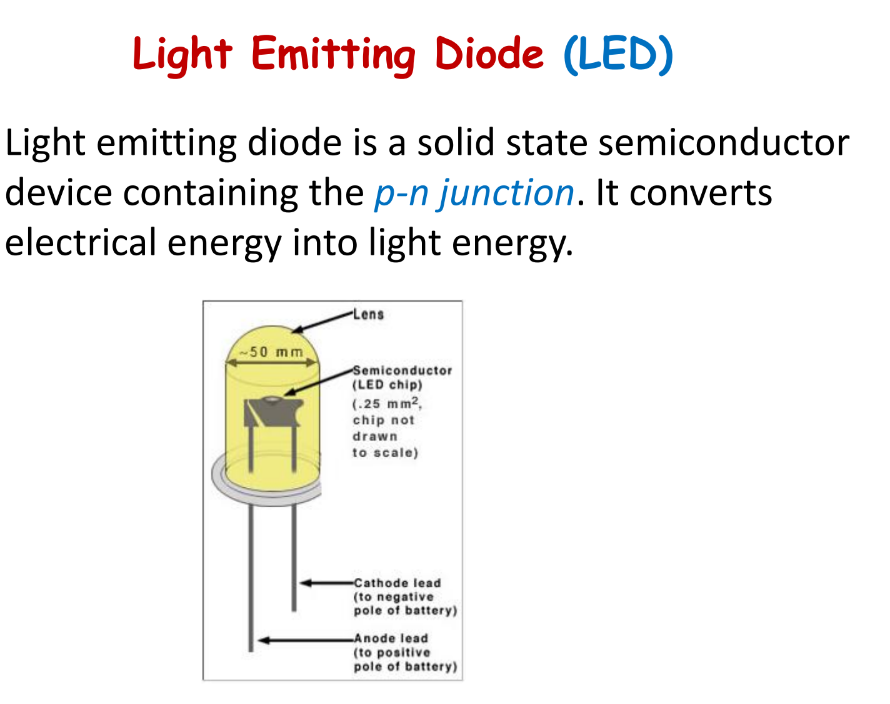 Light Emitting Diode (LED)
Light emitting diode is a solid state semiconductor
device containing the p-n junction. It converts
electrical energy into light energy.
Lens
~50 mm
Semiconductor
(LED chip)
(.25 mm²,
chip not
drawn
to scale)
Cathode lead
(to negative
pole of battery)
Anode lead
(to positive
pole of battery)